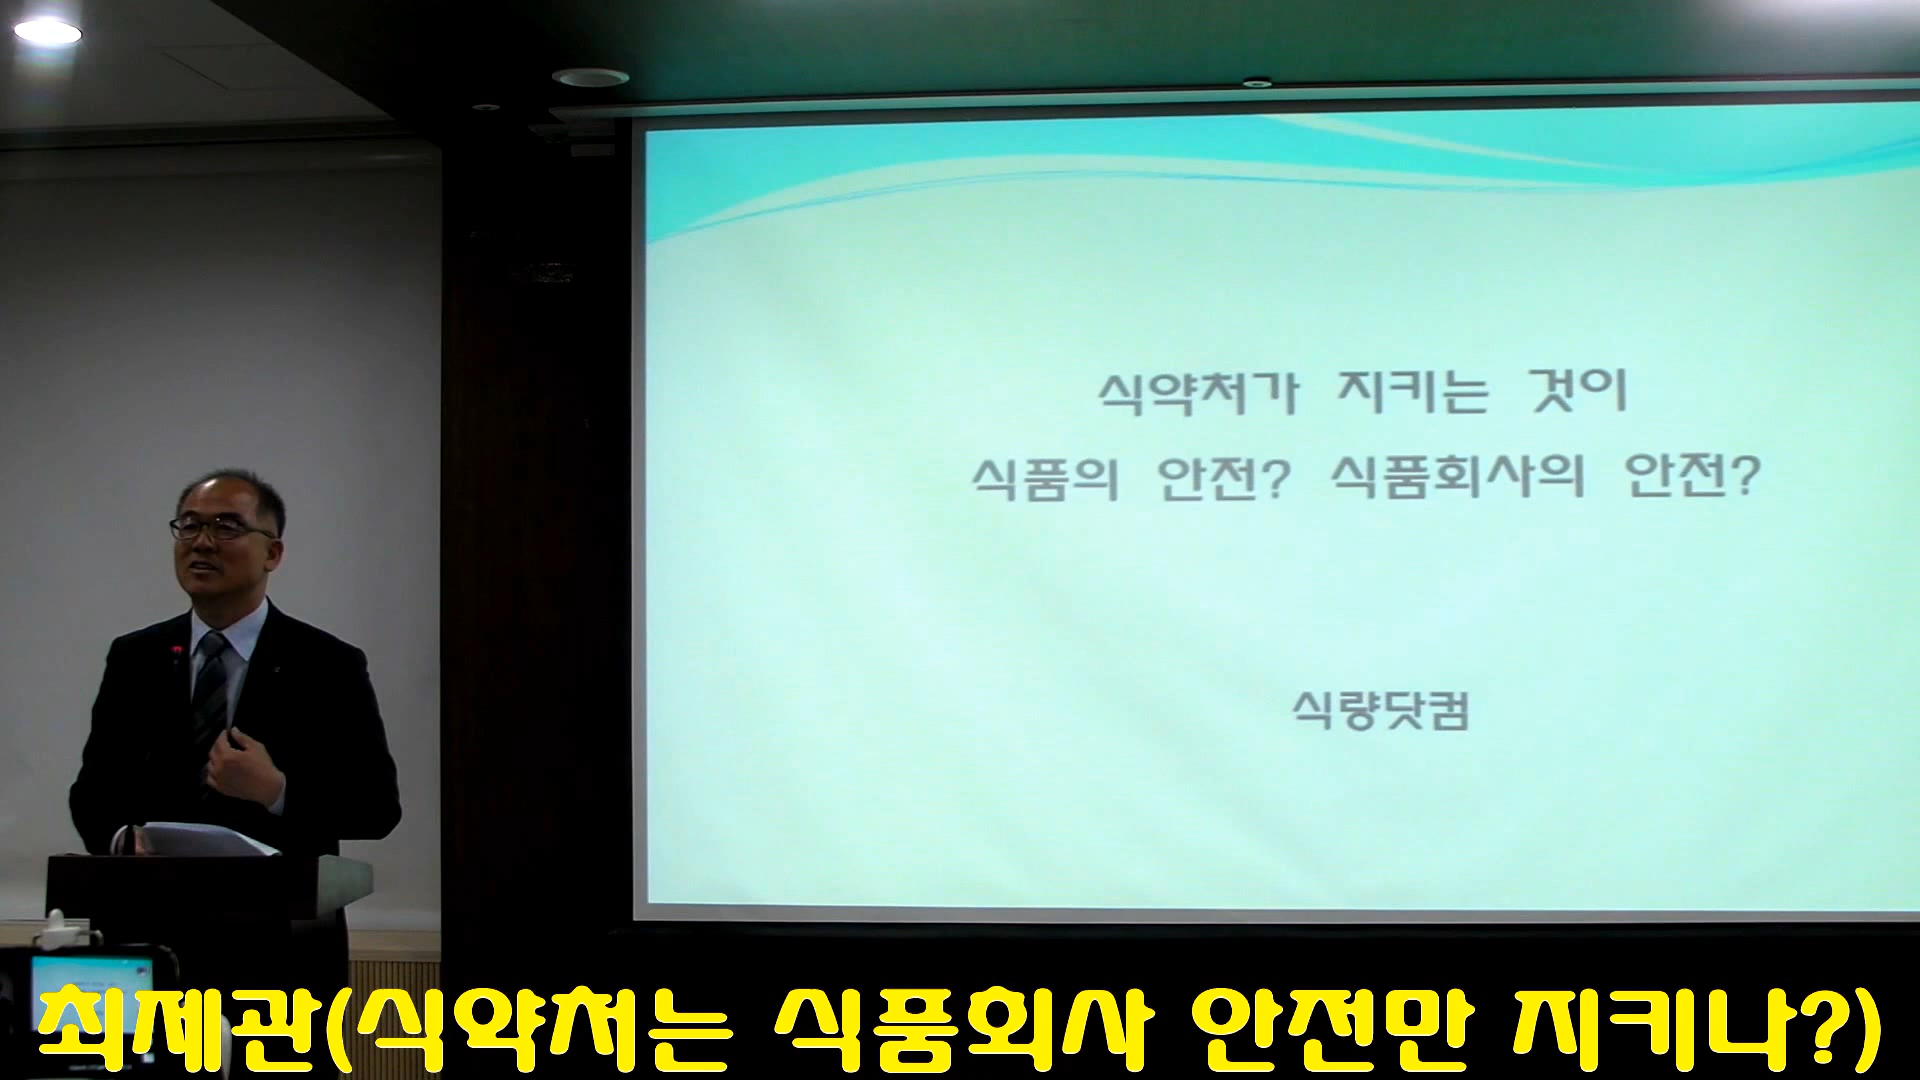 식약처가 지키는 것이
식품의 안전? 식품회사의 안전?
식량닷컴
최제관(식약처는 식품회사 안전만 지키나?)